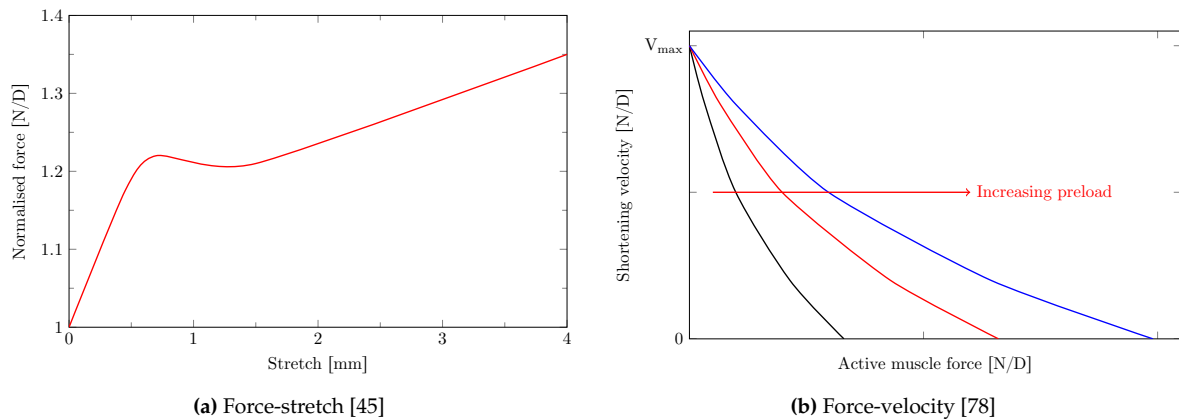 1.4
1.3
1.2
1.1
1
Normalised force [N/D]
0 1 2 3 4
Stretch [mm]
(a) Force-stretch [45]
Vmax
0
Shortening velocity [N/D]
Increasing preload
Active muscle force [N/D]
(b) Force-velocity [78]